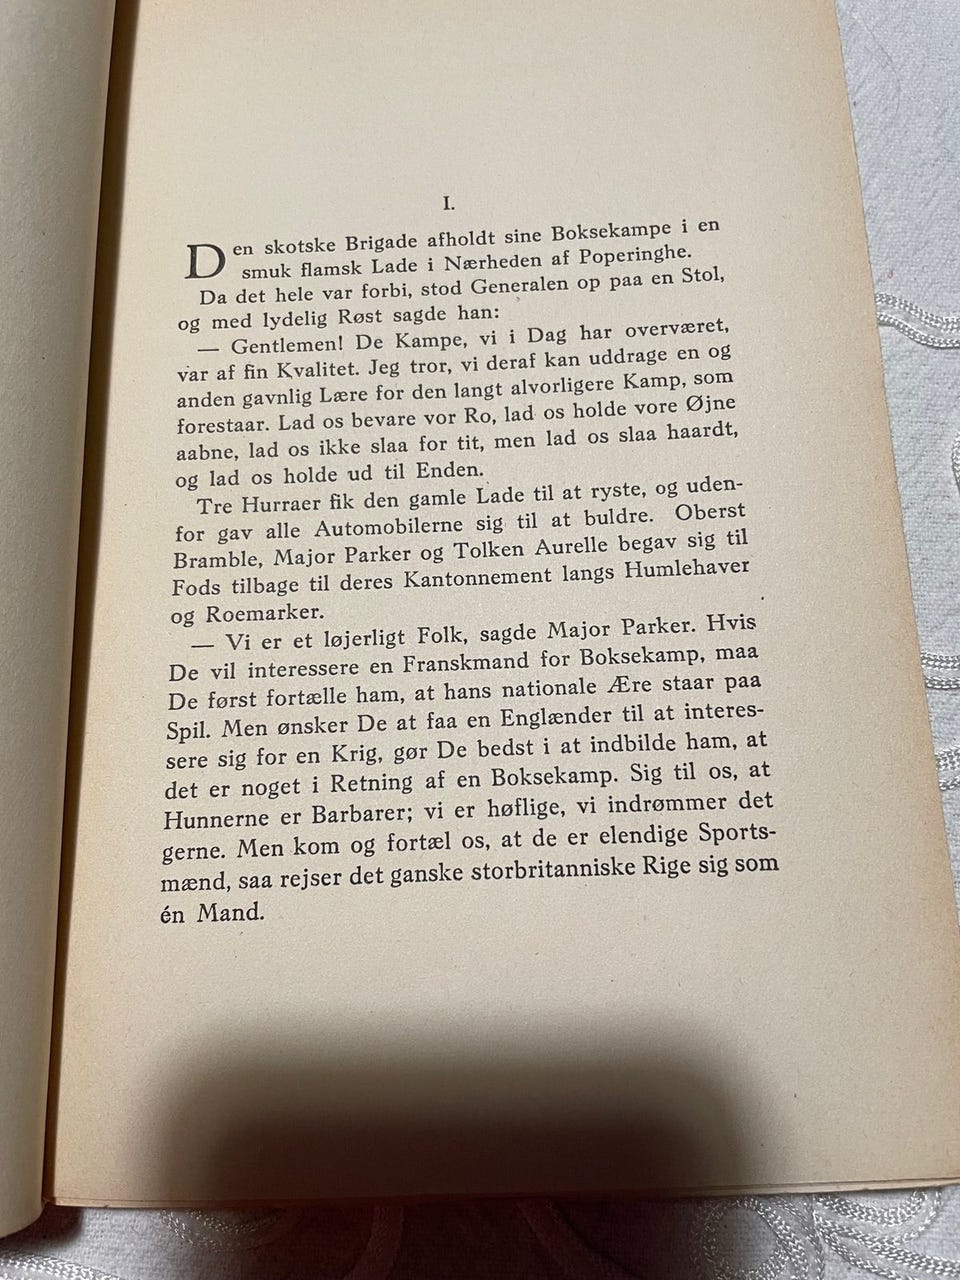 I.
Den skotske Brigade afholdt sine Boksekampe i en
smuk flamsk Lade i Nærheden af Poperinghe.
Da det hele var forbi, stod Generalen op paa en Stol,
og med lydelig Røst sagde han:
— Gentlemen! De Kampe, vi i Dag har overværet,
var af fin Kvalitet. Jeg tror, vi deraf kan uddrage en og
anden gavnlig Lære for den langt alvorligere Kamp, som
forestaar. Lad os bevare vor Ro, lad os holde vore Øjne
aabne, lad os ikke slaa for tit, men lad os slaa haardt,
og lad os holde ud til Enden.
Tre Hurraer fik den gamle Lade til at ryste, og uden-
for gav alle Automobilerne sig til at buldre. Oberst
Bramble, Major Parker og Tolken Aurelle begav sig til
Fods tilbage til deres Kantonnement langs Humlehaver
og Roemarker.
— Vi er et løjerligt Folk, sagde Major Parker. Hvis
De vil interessere en Franskmand for Boksekamp, maa
De først fortælle ham, at hans nationale Ære staar paa
Spil. Men ønsker De at faa en Englænder til at interes-
sere sig for en Krig, gør De bedst i at indbilde ham, at
det er noget i Retning af en Boksekamp. Sig til os, at
Hunnerne er Barbarer; vi er høflige, vi indrømmer det
gerne. Men kom og fortæl os, at de er elendige Sports-
mænd, saa rejser det ganske storbritanniske Rige sig som
én Mand.